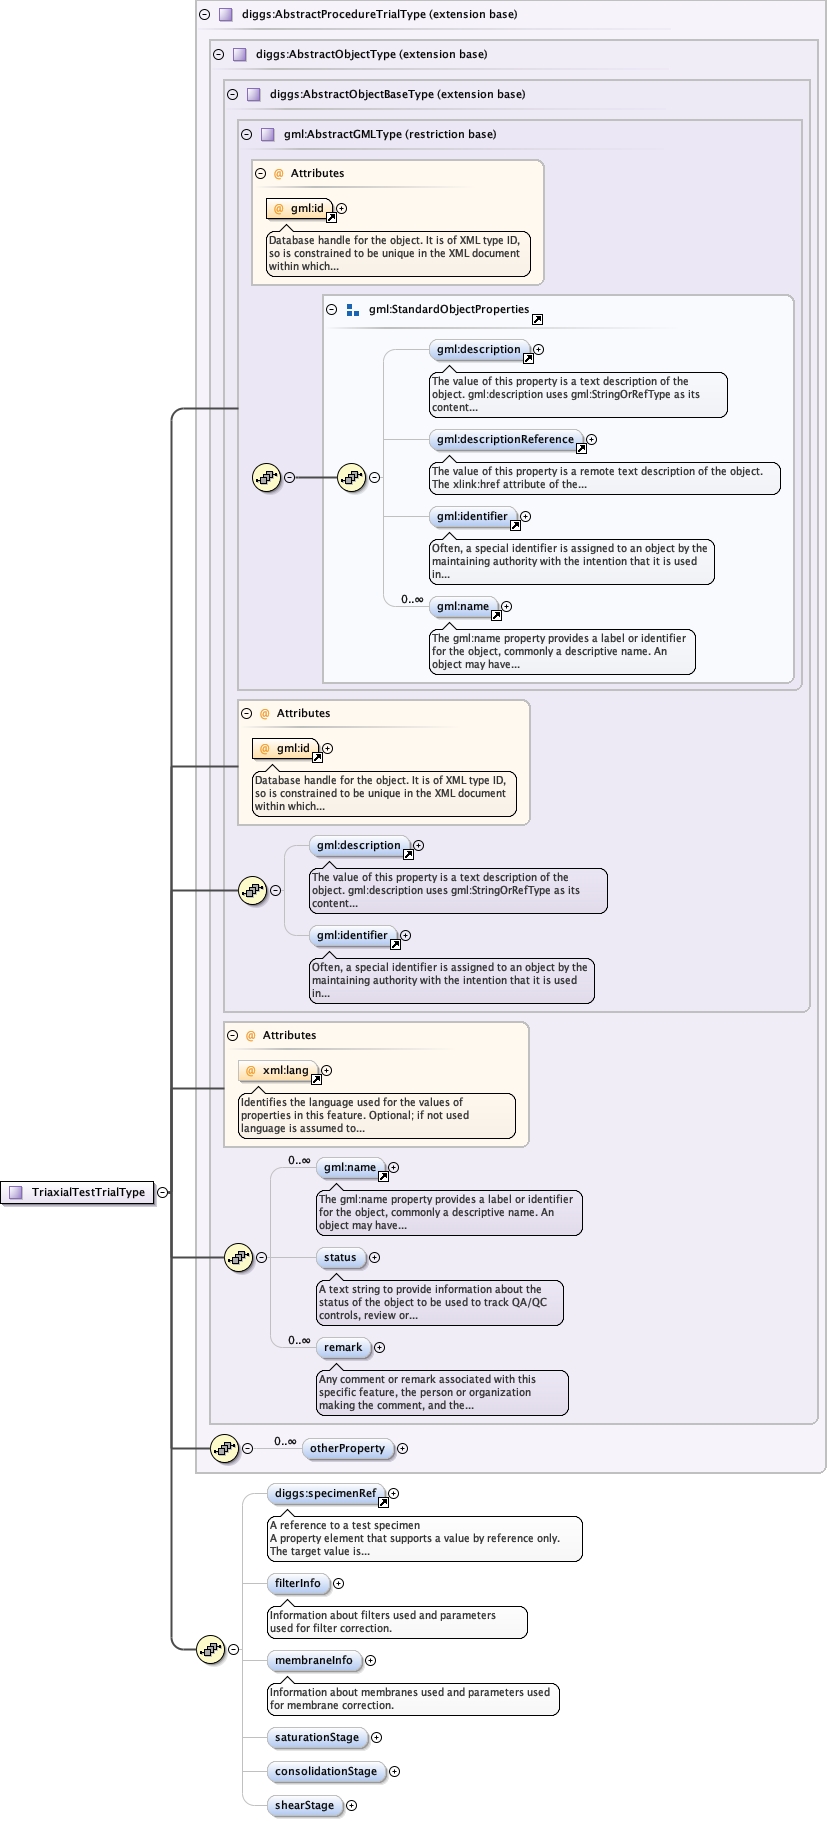 diggs:AbstractProcedureTrialType (extension base)
diggs:AbstractObjectType (extension base)
diggs:AbstractObjectBaseType (extension base)
gml:AbstractGMLType (restriction base)
@ Attributes
@ gml:id
Database handle for the object. It is of XML type ID,
so is constrained to be unique in the XML document
within which...
gml:StandardObjectProperties
gml:description
The value of this property is a text description of the
object. gml:description uses gml:StringOrRefType as its
content...
gml:descriptionReference
The value of this property is a remote text description of the object.
The xlink:href attribute of the...
gml:identifier
Often, a special identifier is assigned to an object by the
maintaining authority with the intention that it is used
in...
0..∞
gml:name
The gml:name property provides a label or identifier
for the object, commonly a descriptive name. An
object may have...
@ Attributes
@ gml:id
Database handle for the object. It is of XML type ID,
so is constrained to be unique in the XML document
within which...
gml:description
The value of this property is a text description of the
object. gml:description uses gml:StringOrRefType as its
content...
gml:identifier
Often, a special identifier is assigned to an object by the
maintaining authority with the intention that it is used
in...
@ Attributes
@ xml:lang
Identifies the language used for the values of
properties in this feature. Optional; if not used
language is assumed to...
0..∞
gml:name
TriaxialTestTrialType
The gml:name property provides a label or identifier
for the object, commonly a descriptive name. An
object may have...
status
A text string to provide information about the
status of the object to be used to track QA/QC
controls, review or...
0..∞
remark
Any comment or remark associated with this
specific feature, the person or organization
making the comment, and the...
0..∞
otherProperty
diggs:specimenRef
A reference to a test specimen
A property element that supports a value by reference only.
The target value is...
filterInfo
Information about filters used and parameters
used for filter correction.
membraneInfo
Information about membranes used and parameters used
for membrane correction.
saturationStage
consolidationStage
shearStage